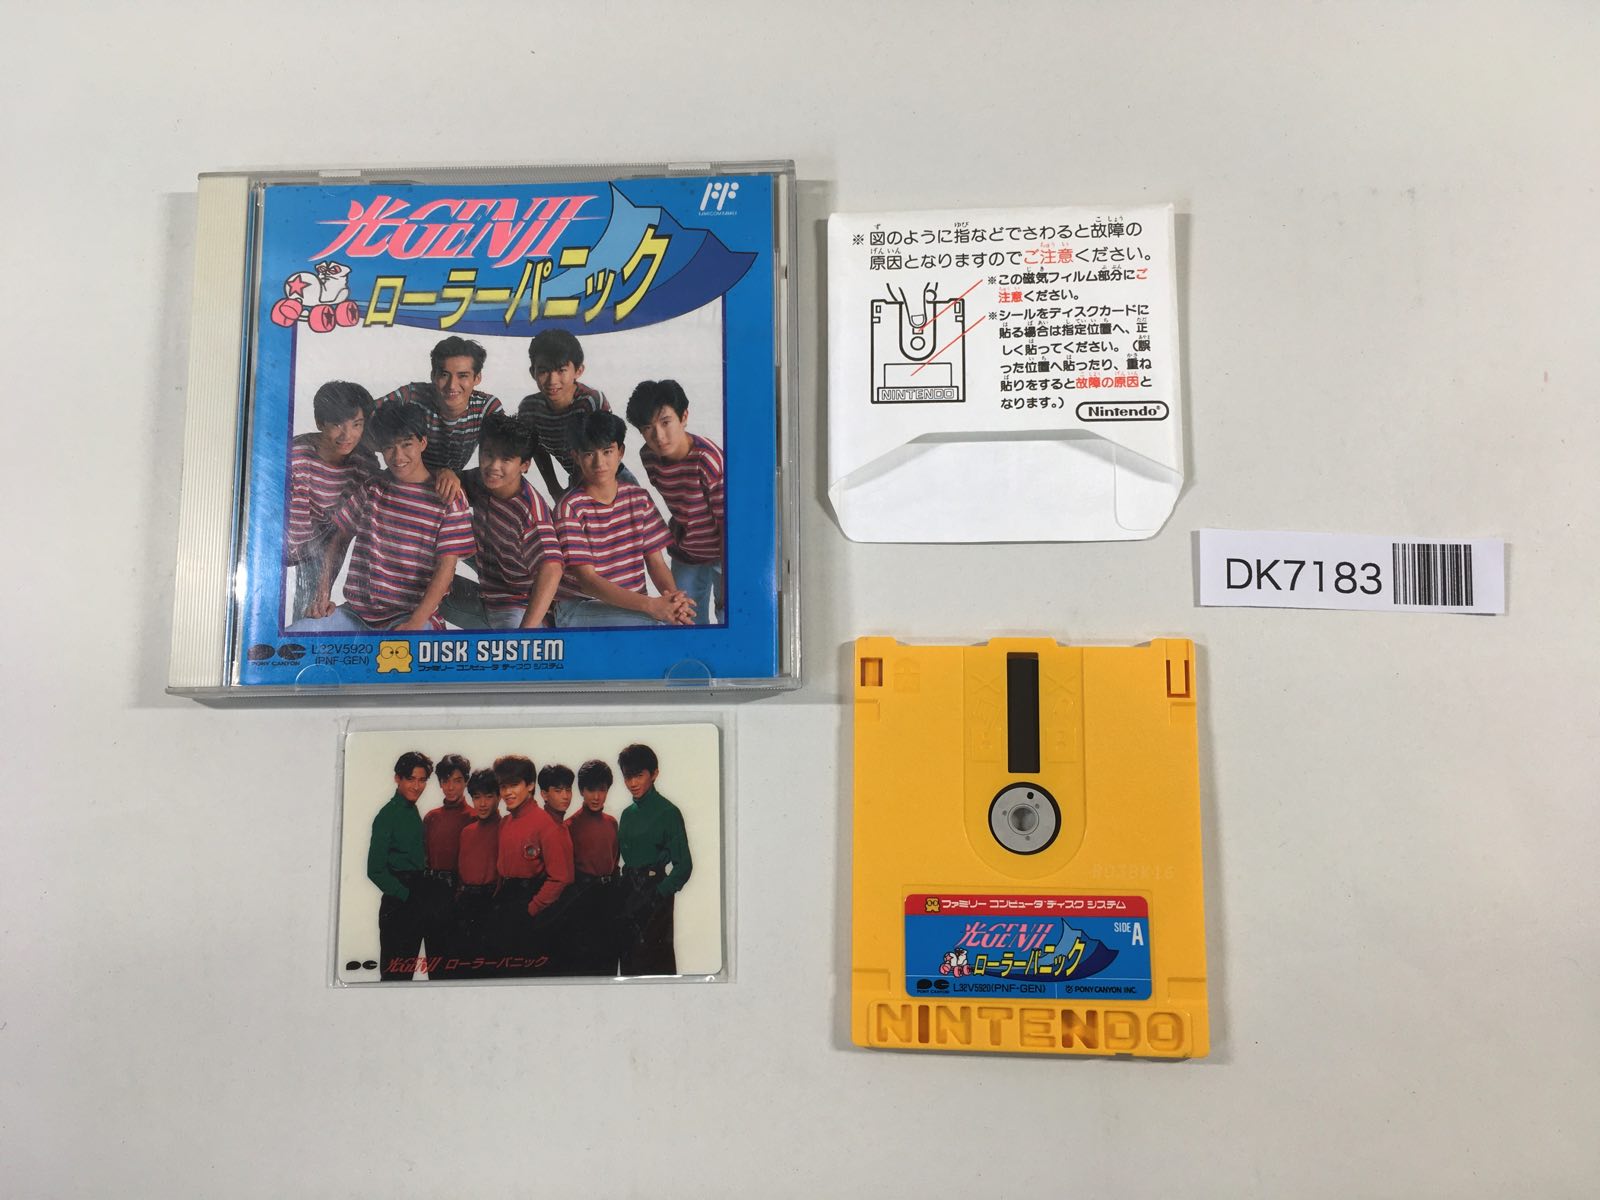 光GENJI
ローラーパニック
FAMICOM FAMILY
PONY CANYON
L32V5920
(PNF-GEN)
DISK SYSTEM
ファミリー コンピュータ ディスク システム
※図のように指などでさわると故障の
原因となりますのでご注意ください。
※この磁気フィルム部分にご
注意ください。
※シールをディスクカードに
貼る場合は指定位置へ、正
しく貼ってください。(誤
った位置へ貼ったり、重ね
貼りをすると故障の原因と
なります。)
NINTENDO
Nintendo®
DK7183
光GENJI ローラーパニック
B038K16
ファミリー コンピュータ ディスク システム
光GENJI
ローラーパニック
SIDE A
PONY CANYON
L32V5920(PNF-GEN)
PONY CANYON INC.
NINTENDO